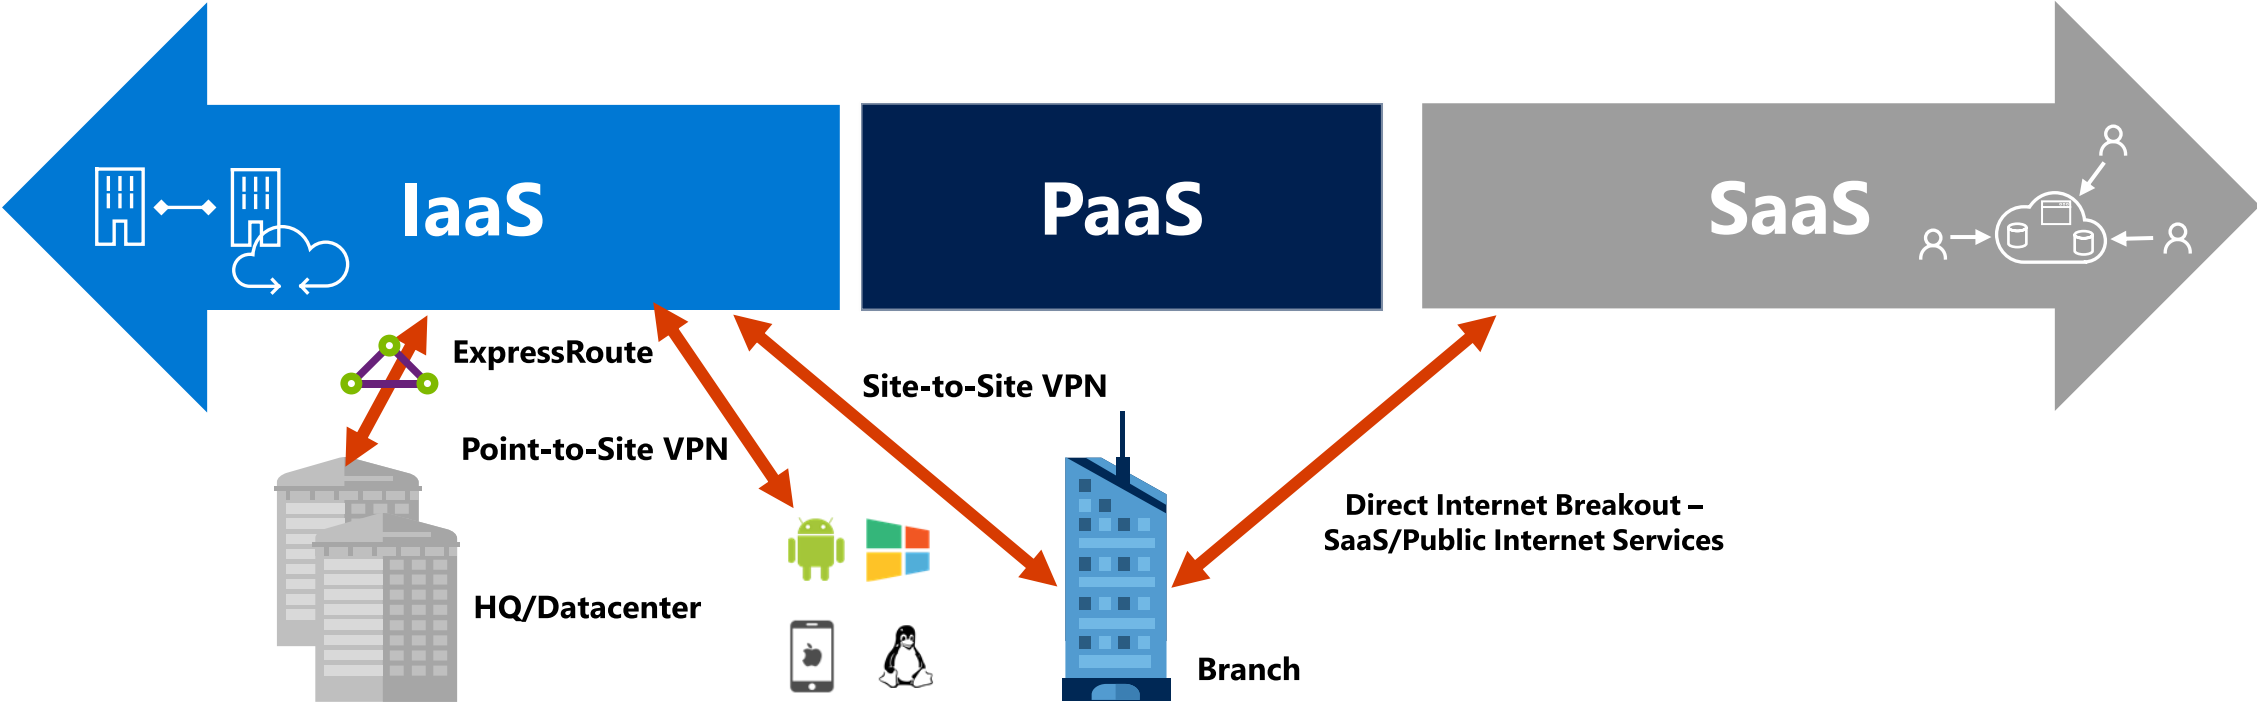 IaaS
PaaS
SaaS
ExpressRoute
Site-to-Site VPN
Point-to-Site VPN
Direct Internet Breakout –
SaaS/Public Internet Services
HQ/Datacenter
Branch